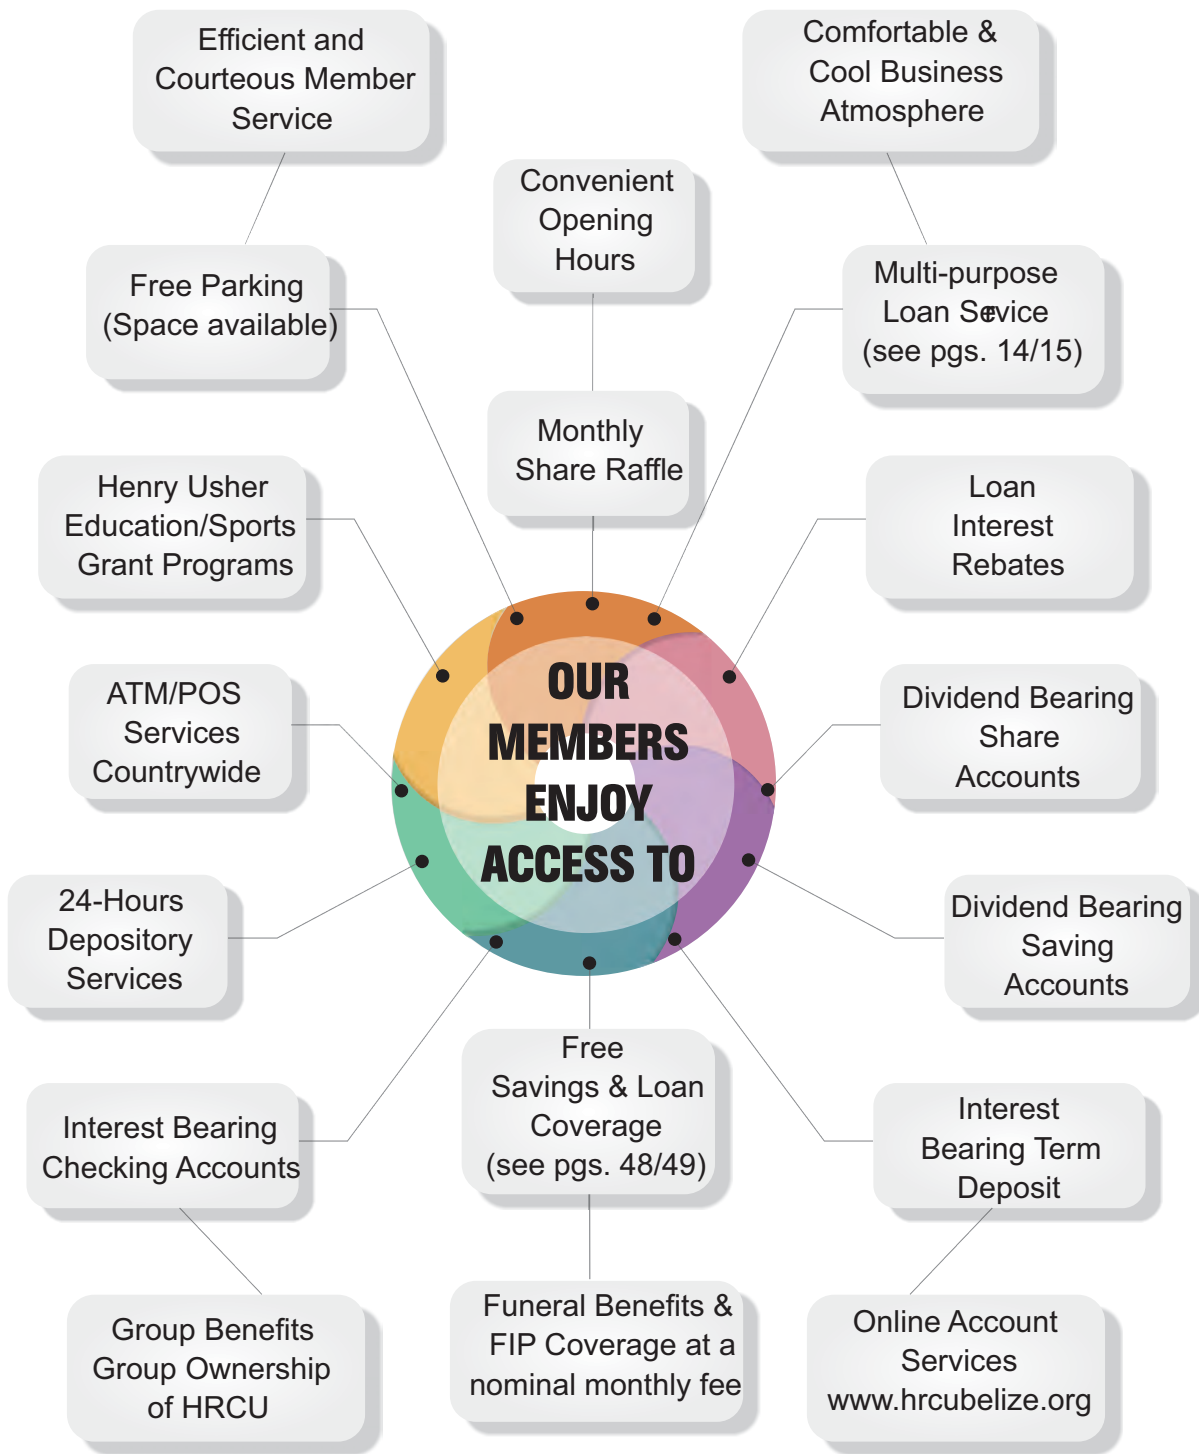 Efficient and
Courteous Member
Service
Comfortable &
Cool Business
Atmosphere
Convenient
Opening
Hours
Free Parking
(Space available)
Multi-purpose
Loan Service
(see pgs. 14/15)
Monthly
Share Raffle
Henry Usher
Education/Sports
Grant Programs
Loan
Interest
Rebates
OUR
MEMBERS
ENJOY
ACCESS TO
ATM/POS
Services
Countrywide
Dividend Bearing
Share
Accounts
24-Hours
Depository
Services
Dividend Bearing
Saving
Accounts
Free
Savings & Loan
Coverage
(see pgs. 48/49)
Interest Bearing
Checking Accounts
Interest
Bearing Term
Deposit
Group Benefits
Group Ownership
of HRCU
Funeral Benefits &
FIP Coverage at a
nominal monthly fee
Online Account
Services
www.hrcubelize.org